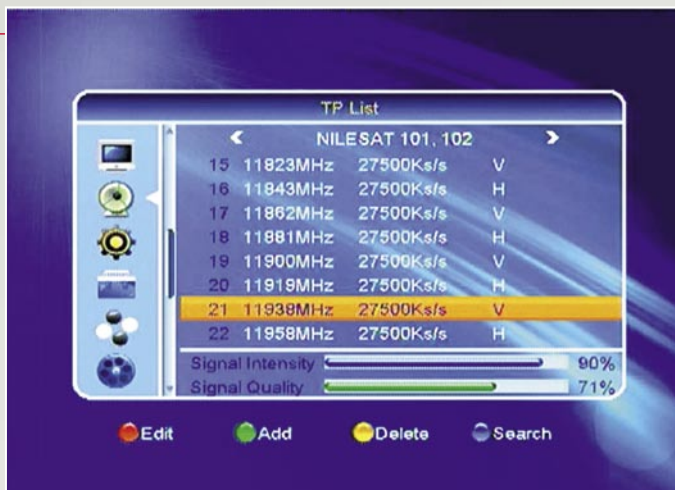 TP List
NILESAT 101, 102
15 11823MHz 27500Ks/s V
16 11843MHz 27500Ks/s H
17 11862MHz 27500Ks/s V
18 11881MHz 27500Ks/s H
19 11900MHz 27500Ks/s V
20 11919MHz 27500Ks/s H
21 11938MHz 27500Ks/s V
22 11958MHz 27500Ks/s H
Signal Intensity 90%
Signal Quality 71%
Edit Add Delete Search